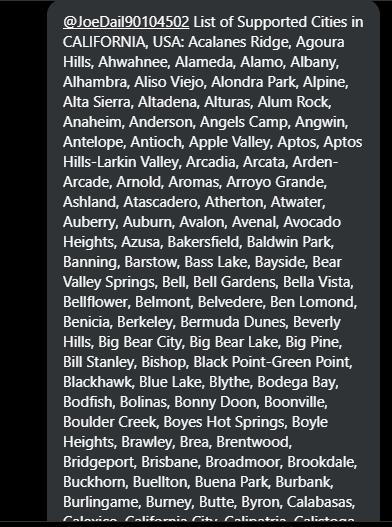 @JoeDail90104502 List of Supported Cities in
CALIFORNIA, USA: Acalanes Ridge, Agoura
Hills, Ahwahnee, Alameda, Alamo, Albany,
Alhambra, Aliso Viejo, Alondra Park, Alpine,
Alta Sierra, Altadena, Alturas, Alum Rock,
Anaheim, Anderson, Angels Camp, Angwin,
Antelope, Antioch, Apple Valley, Aptos, Aptos
Hills-Larkin Valley, Arcadia, Arcata, Arden-
Arcade, Arnold, Aromas, Arroyo Grande,
Ashland, Atascadero, Atherton, Atwater,
Auberry, Auburn, Avalon, Avenal, Avocado
Heights, Azusa, Bakersfield, Baldwin Park,
Banning, Barstow, Bass Lake, Bayside, Bear
Valley Springs, Bell, Bell Gardens, Bella Vista,
Bellflower, Belmont, Belvedere, Ben Lomond,
Benicia, Berkeley, Bermuda Dunes, Beverly
Hills, Big Bear City, Big Bear Lake, Big Pine,
Bill Stanley, Bishop, Black Point-Green Point,
Blackhawk, Blue Lake, Blythe, Bodega Bay,
Bodfish, Bolinas, Bonny Doon, Boonville,
Boulder Creek, Boyes Hot Springs, Boyle
Heights, Brawley, Brea, Brentwood,
Bridgeport, Brisbane, Broadmoor, Brookdale,
Buckhorn, Buellton, Buena Park, Burbank,
Burlingame, Burney, Butte, Byron, Calabasas,
Calexico, California City, Calipatria, Calistoga